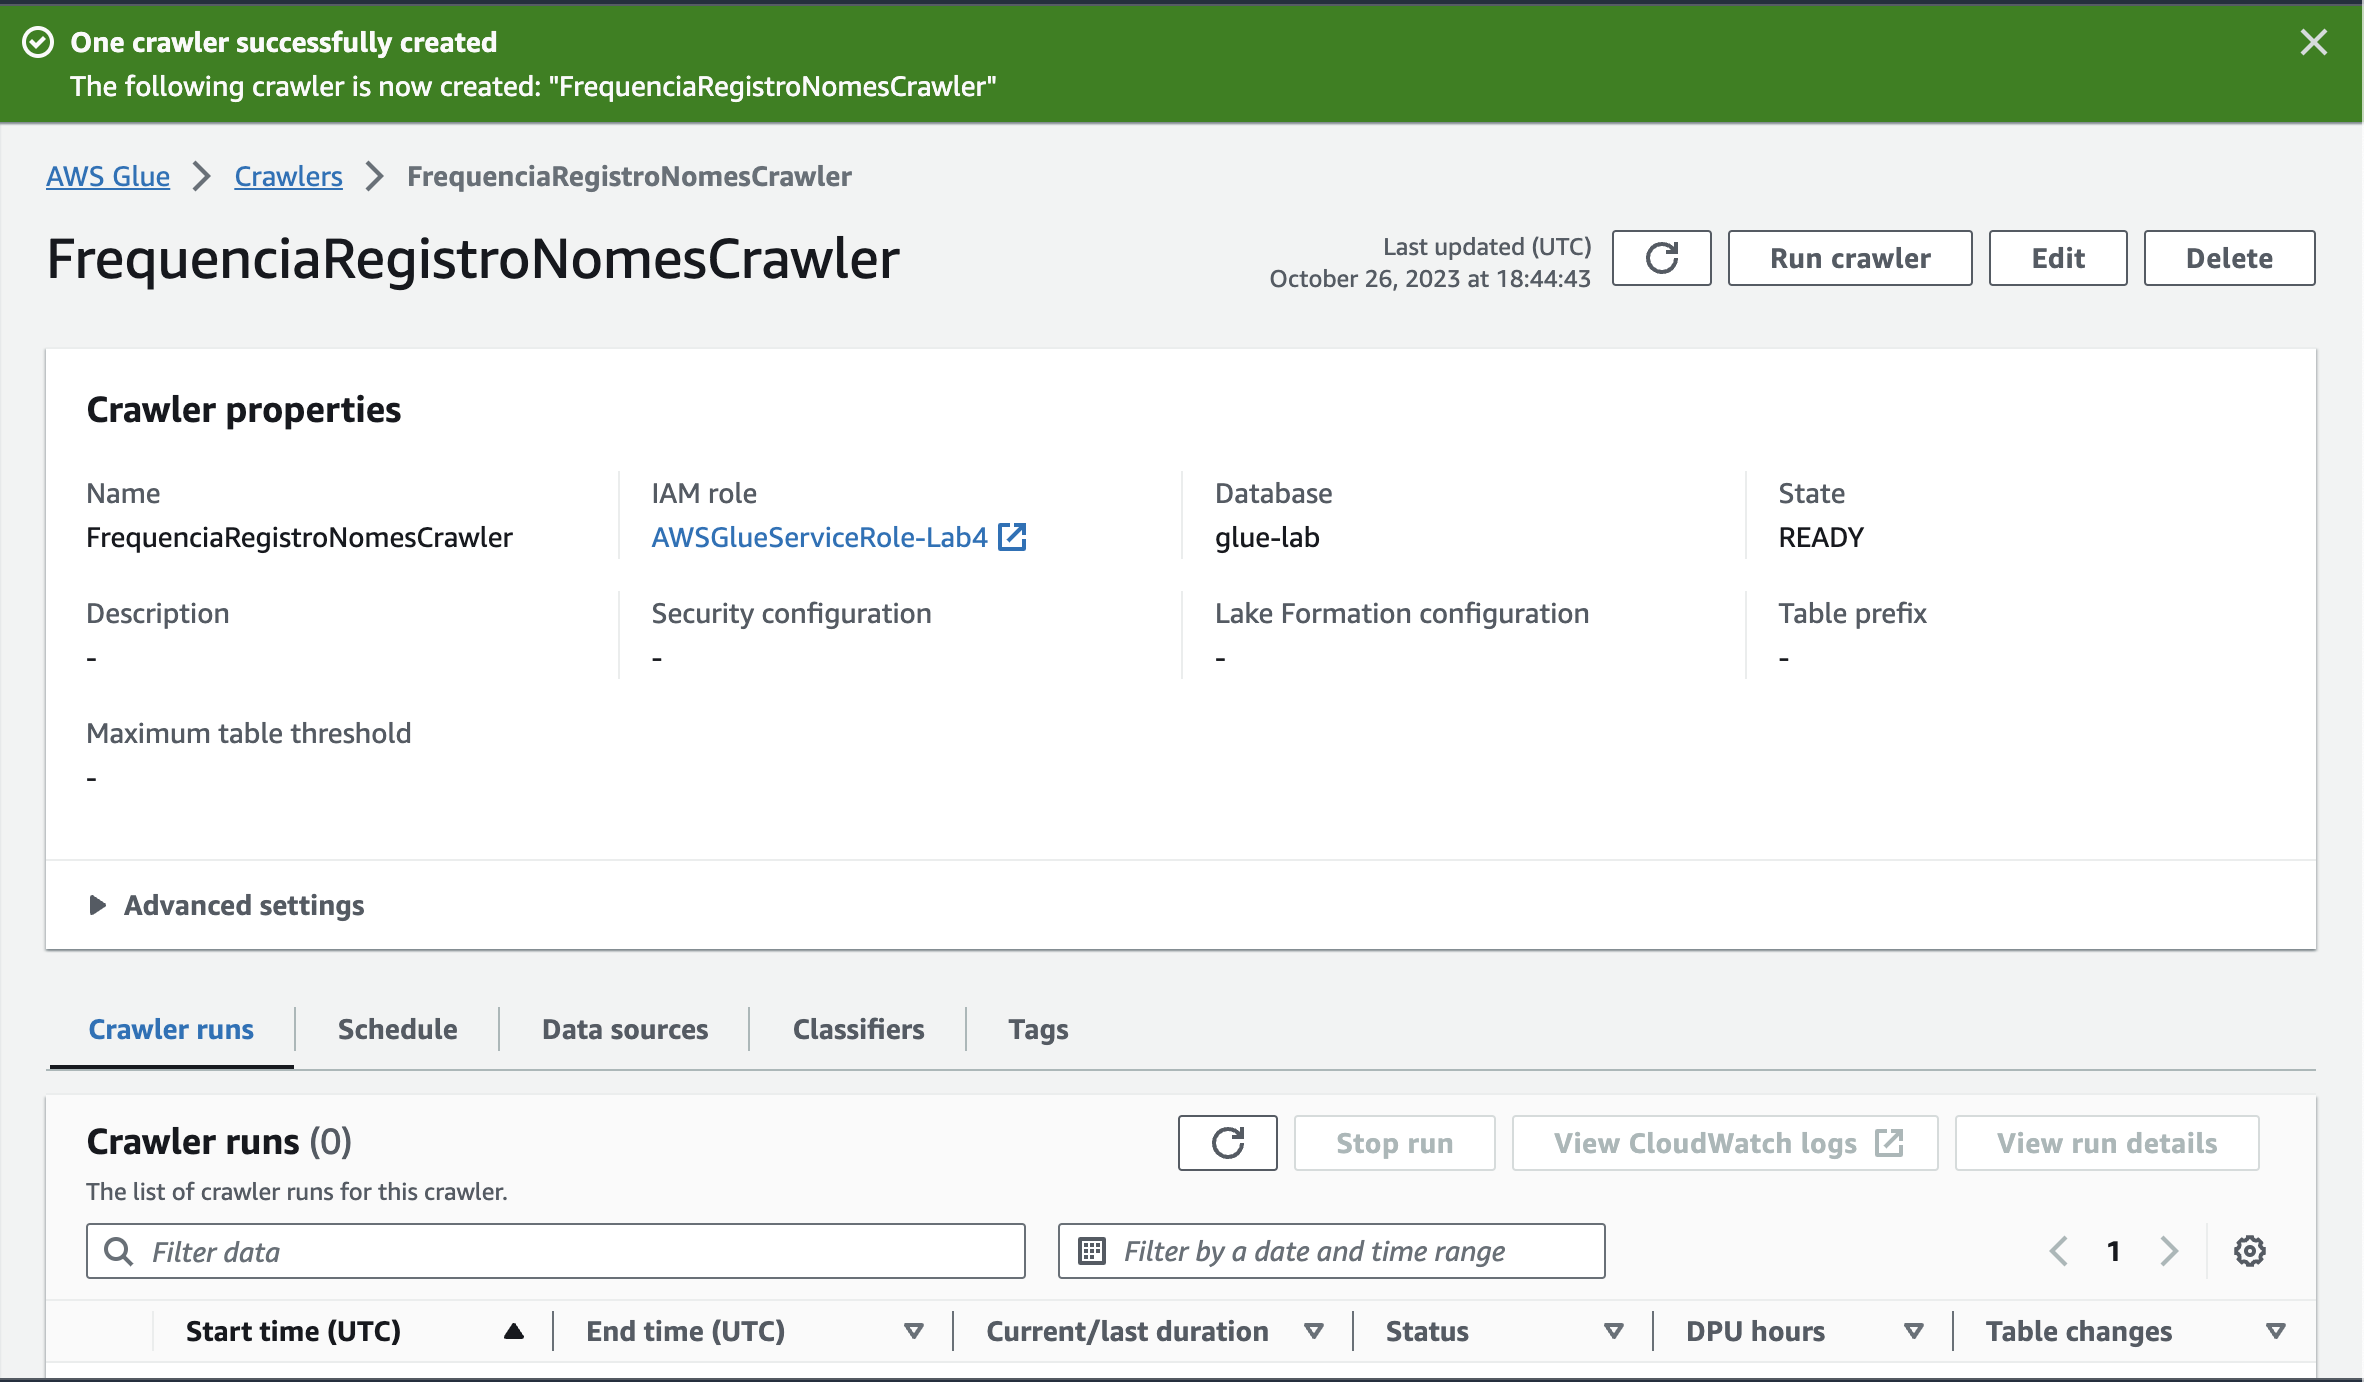 One crawler successfully created
The following crawler is now created: "FrequenciaRegistroNomesCrawler"
AWS Glue Crawlers FrequenciaRegistroNomesCrawler
FrequenciaRegistroNomesCrawler
Last updated (UTC)
October 26, 2023 at 18:44:43
Run crawler Edit Delete
Crawler properties
Name IAM role Database State
FrequenciaRegistroNomesCrawler AWSGlueServiceRole-Lab4 glue-lab READY
Description Security configuration Lake Formation configuration Table prefix
- - - -
Maximum table threshold
-
Advanced settings
Crawler runs Schedule Data sources Classifiers Tags
Crawler runs (0) Stop run View CloudWatch logs View run details
The list of crawler runs for this crawler.
Filter data Filter by a date and time range 1
Start time (UTC) End time (UTC) Current/last duration Status DPU hours Table changes